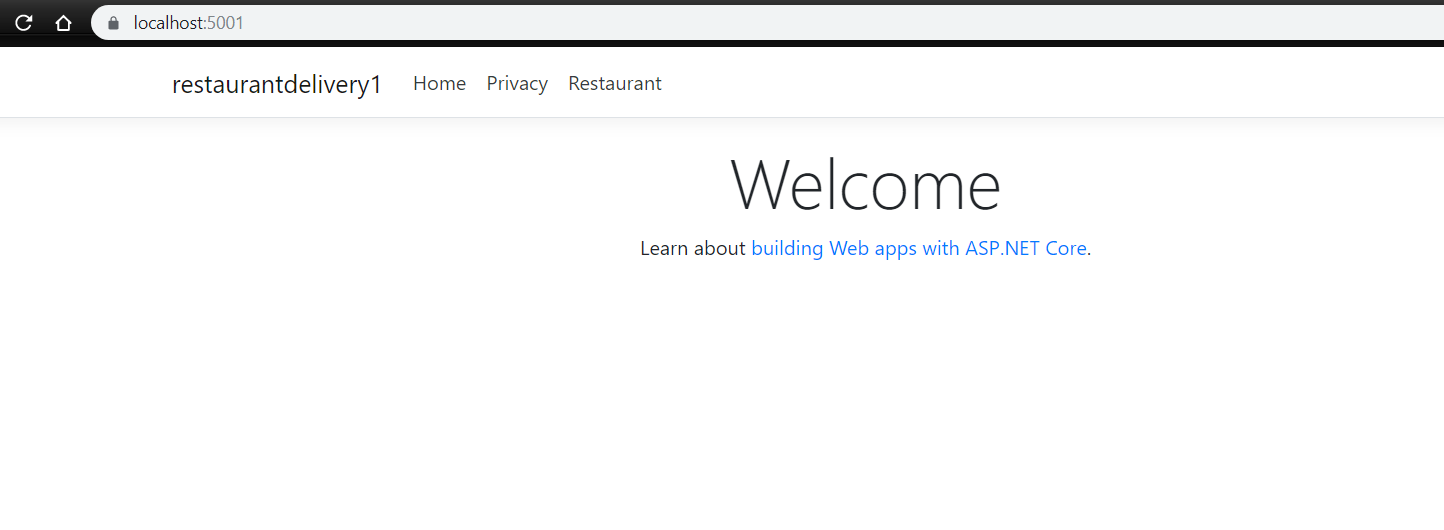 localhost:5001
restaurantdelivery1 Home Privacy Restaurant
Welcome
Learn about building Web apps with ASP.NET Core.